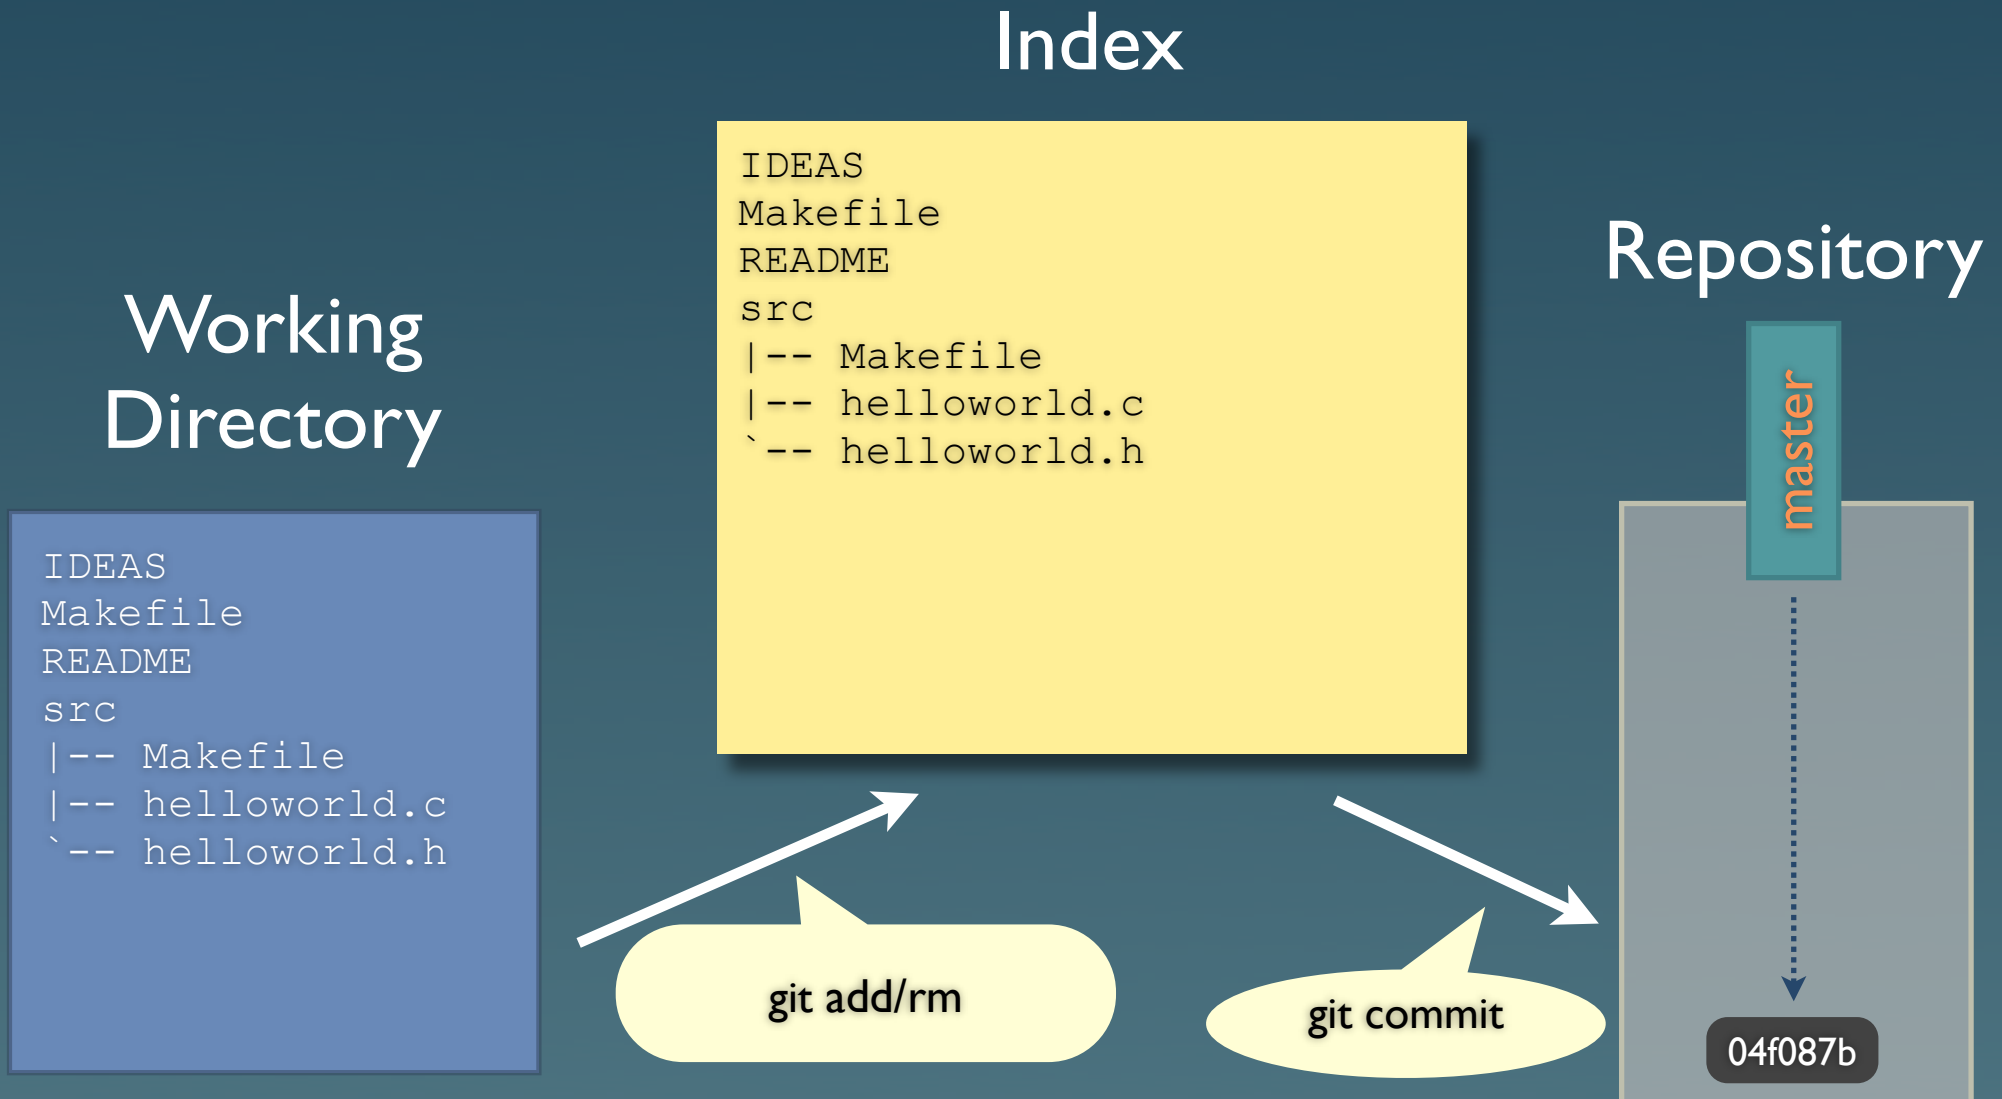 Index
IDEAS
Makefile
README
src
|-- Makefile
|-- helloworld.c
`-- helloworld.h
Working
Directory
IDEAS
Makefile
README
src
|-- Makefile
|-- helloworld.c
`-- helloworld.h
Repository
master
git add/rm
git commit
04f087b